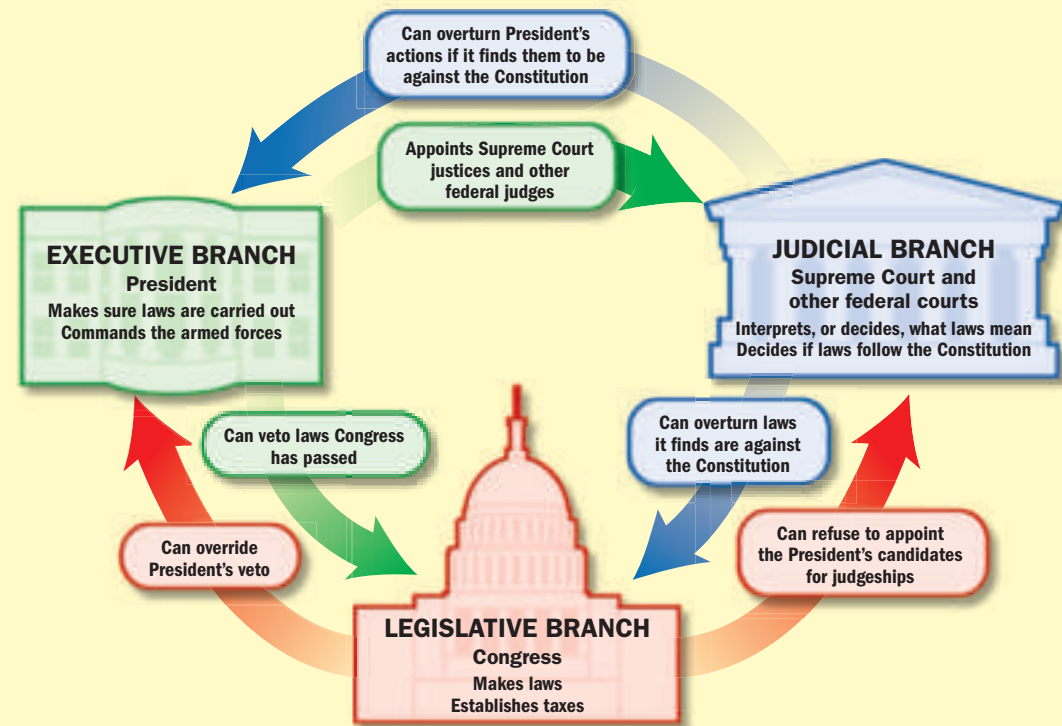 Can overturn President's
actions if it finds them to be
against the Constitution
Appoints Supreme Court
justices and other
federal judges
EXECUTIVE BRANCH
President
Makes sure laws are carried out
Commands the armed forces
JUDICIAL BRANCH
Supreme Court and
other federal courts
Interprets, or decides, what laws mean
Decides if laws follow the Constitution
Can veto laws Congress
has passed
Can overturn laws
it finds are against
the Constitution
Can override
President's veto
Can refuse to appoint
the President's candidates
for judgeships
LEGISLATIVE BRANCH
Congress
Makes laws
Establishes taxes